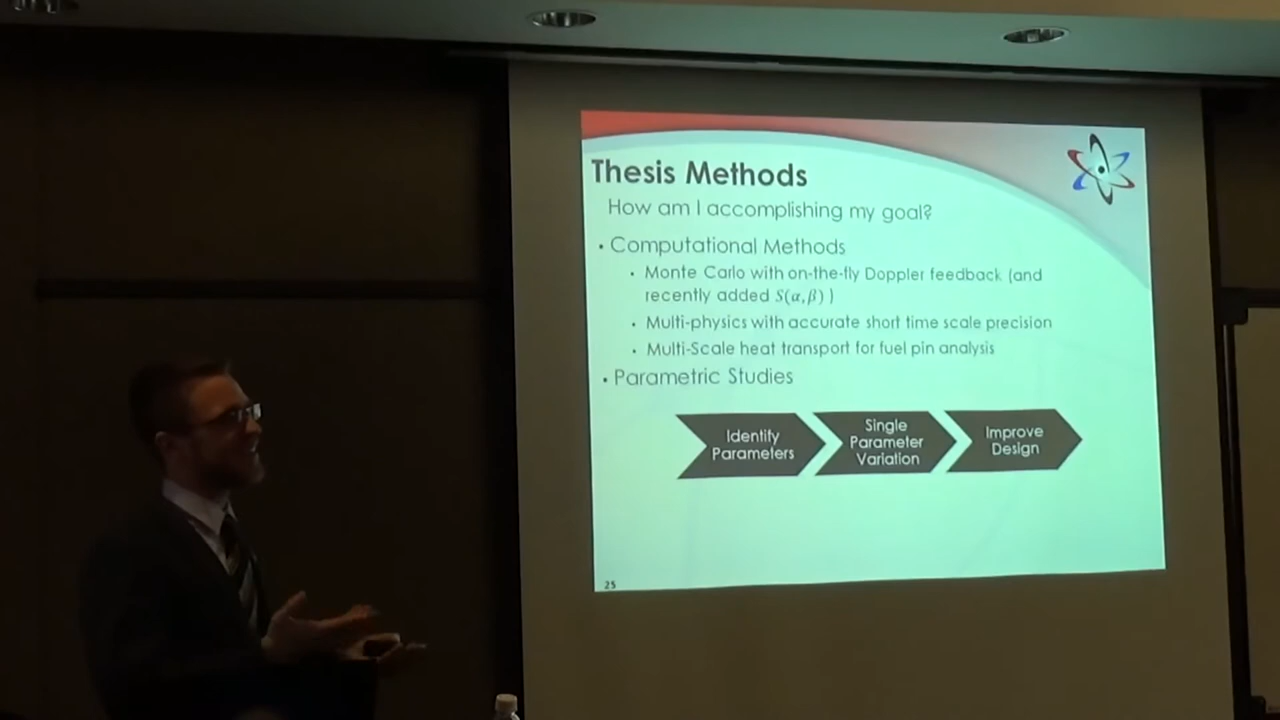 Thesis Methods
How am I accomplishing my goal?
• Computational Methods
• Monte Carlo with on-the-fly Doppler feedback (and
recently added S(α,β) )
• Multi-physics with accurate short time scale precision
• Multi-Scale heat transport for fuel pin analysis
• Parametric Studies
Identify
Parameters
Single
Parameter
Variation
Improve
Design
25